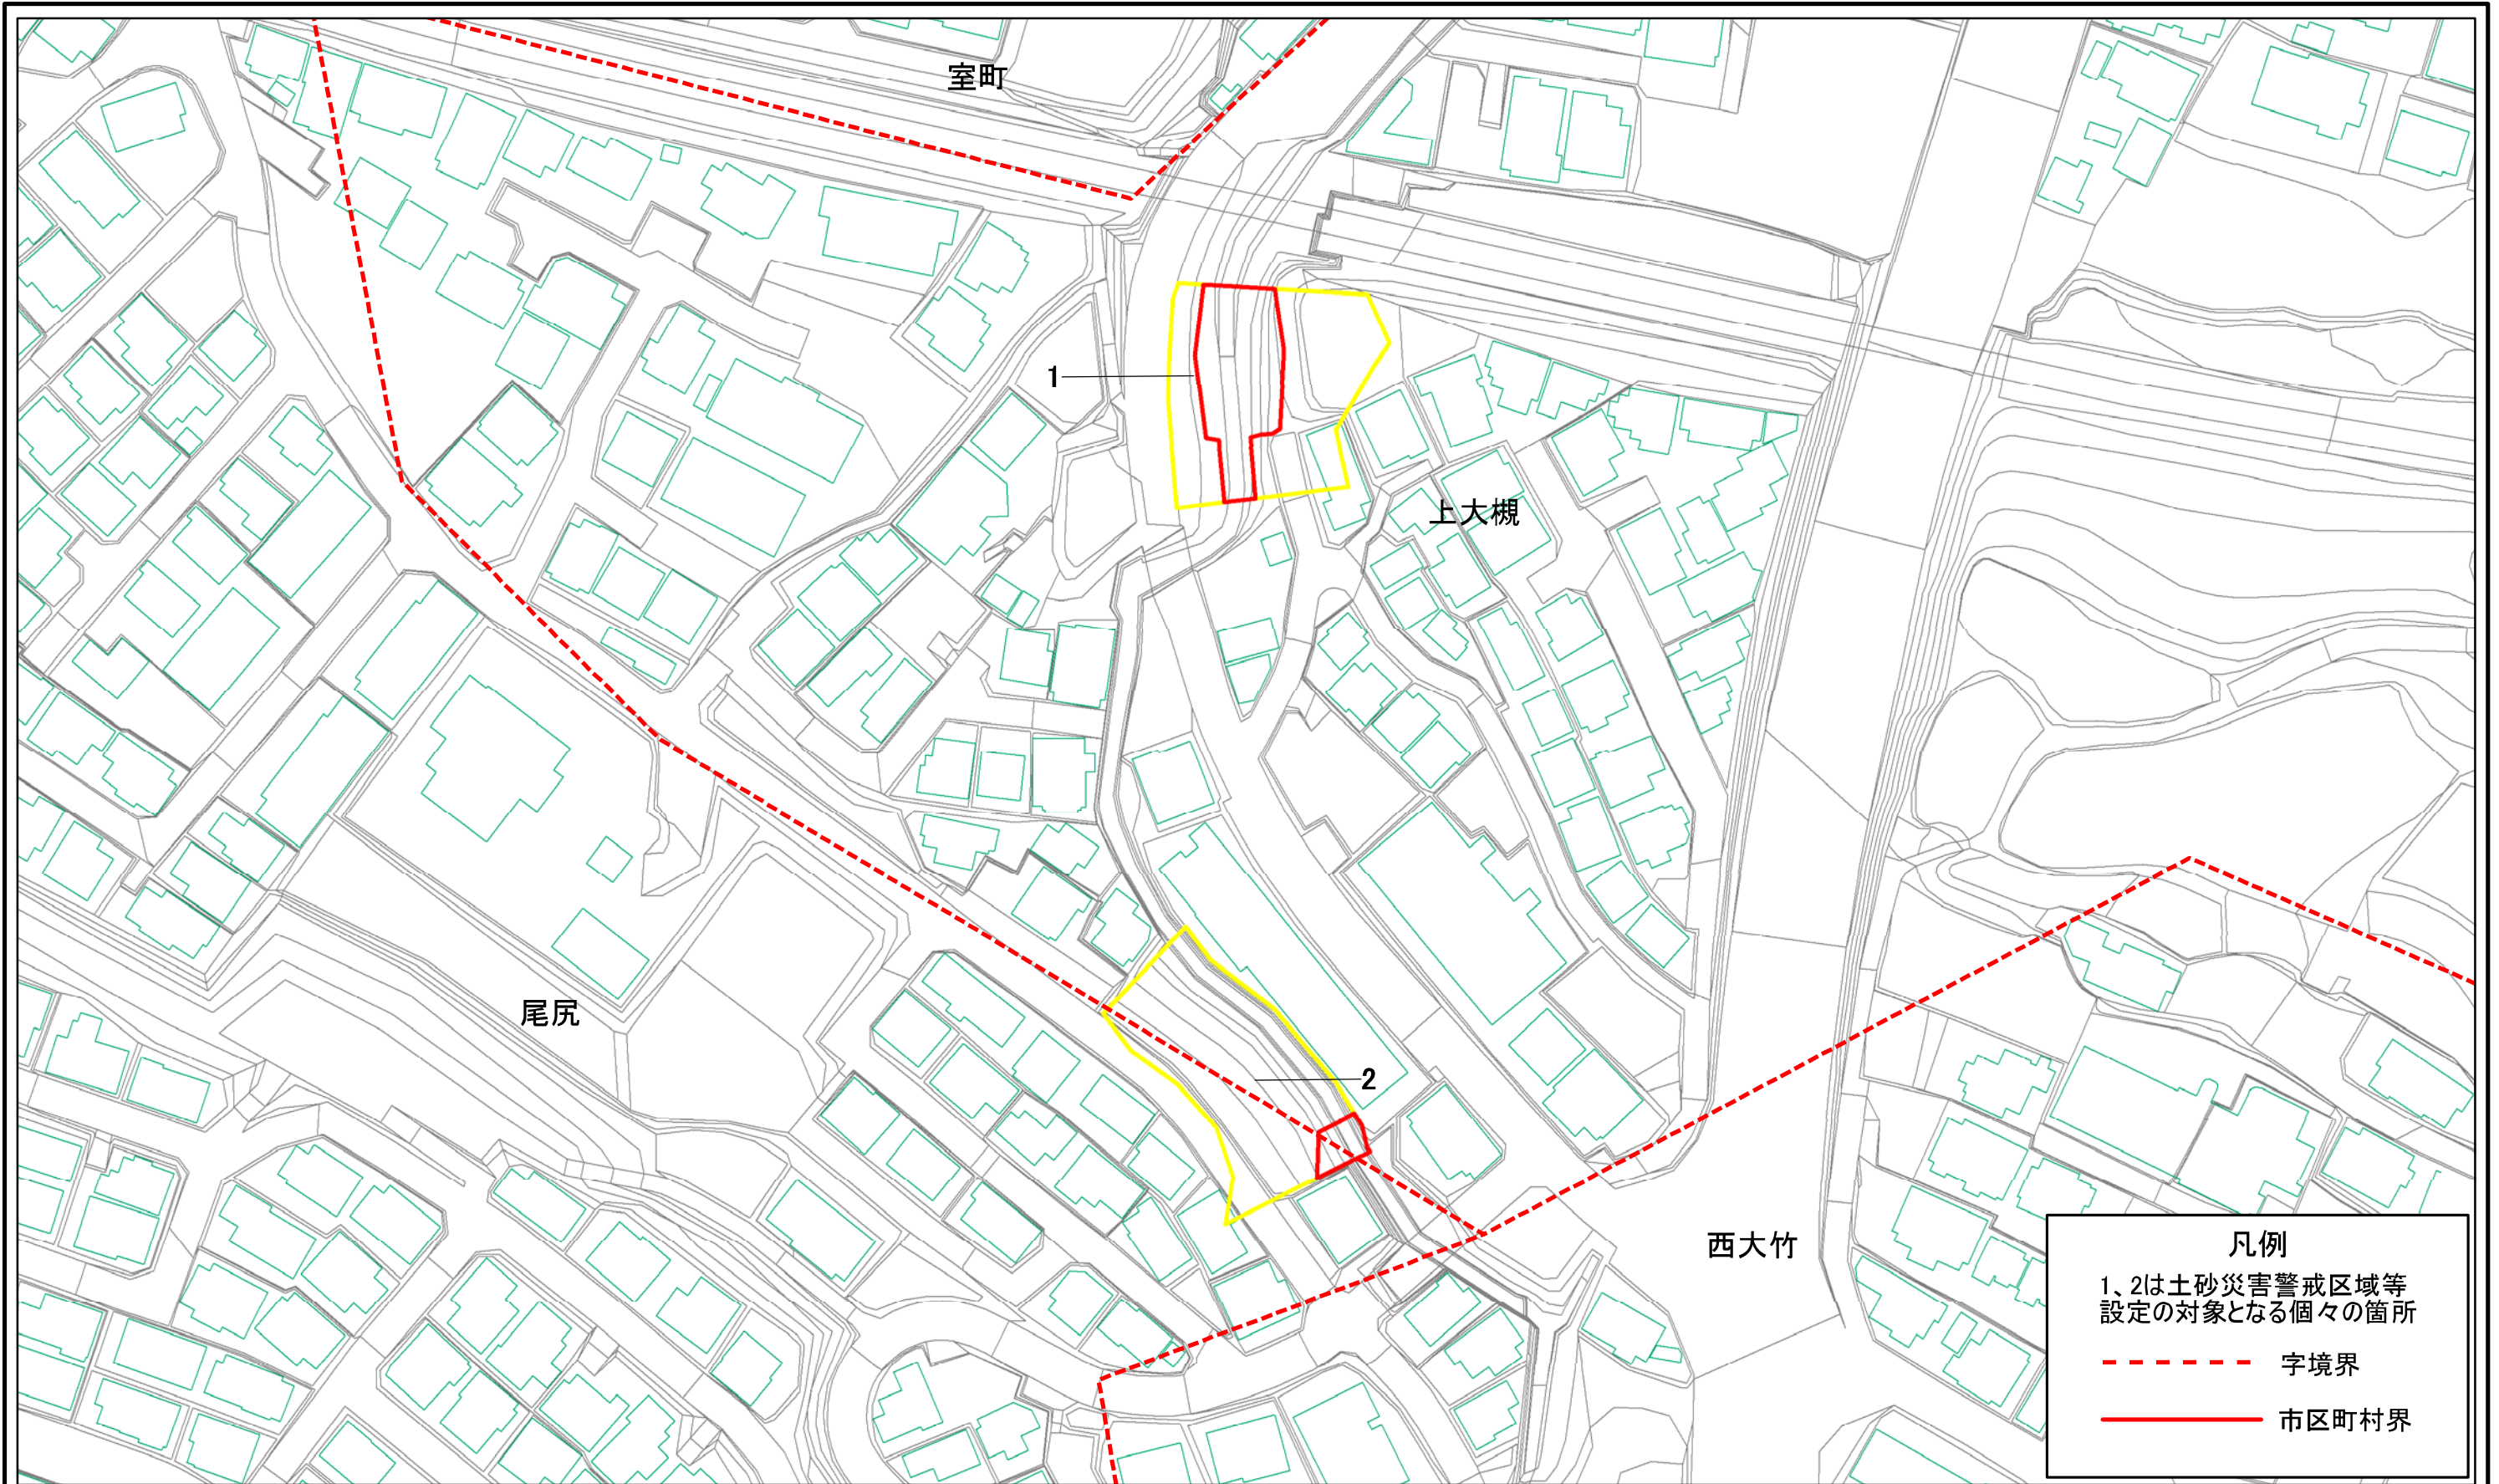 室町
1
上大槻
尾尻
2
西大竹
凡例
1、2は土砂災害警戒区域等
設定の対象となる個々の箇所
字境界
市区町村界